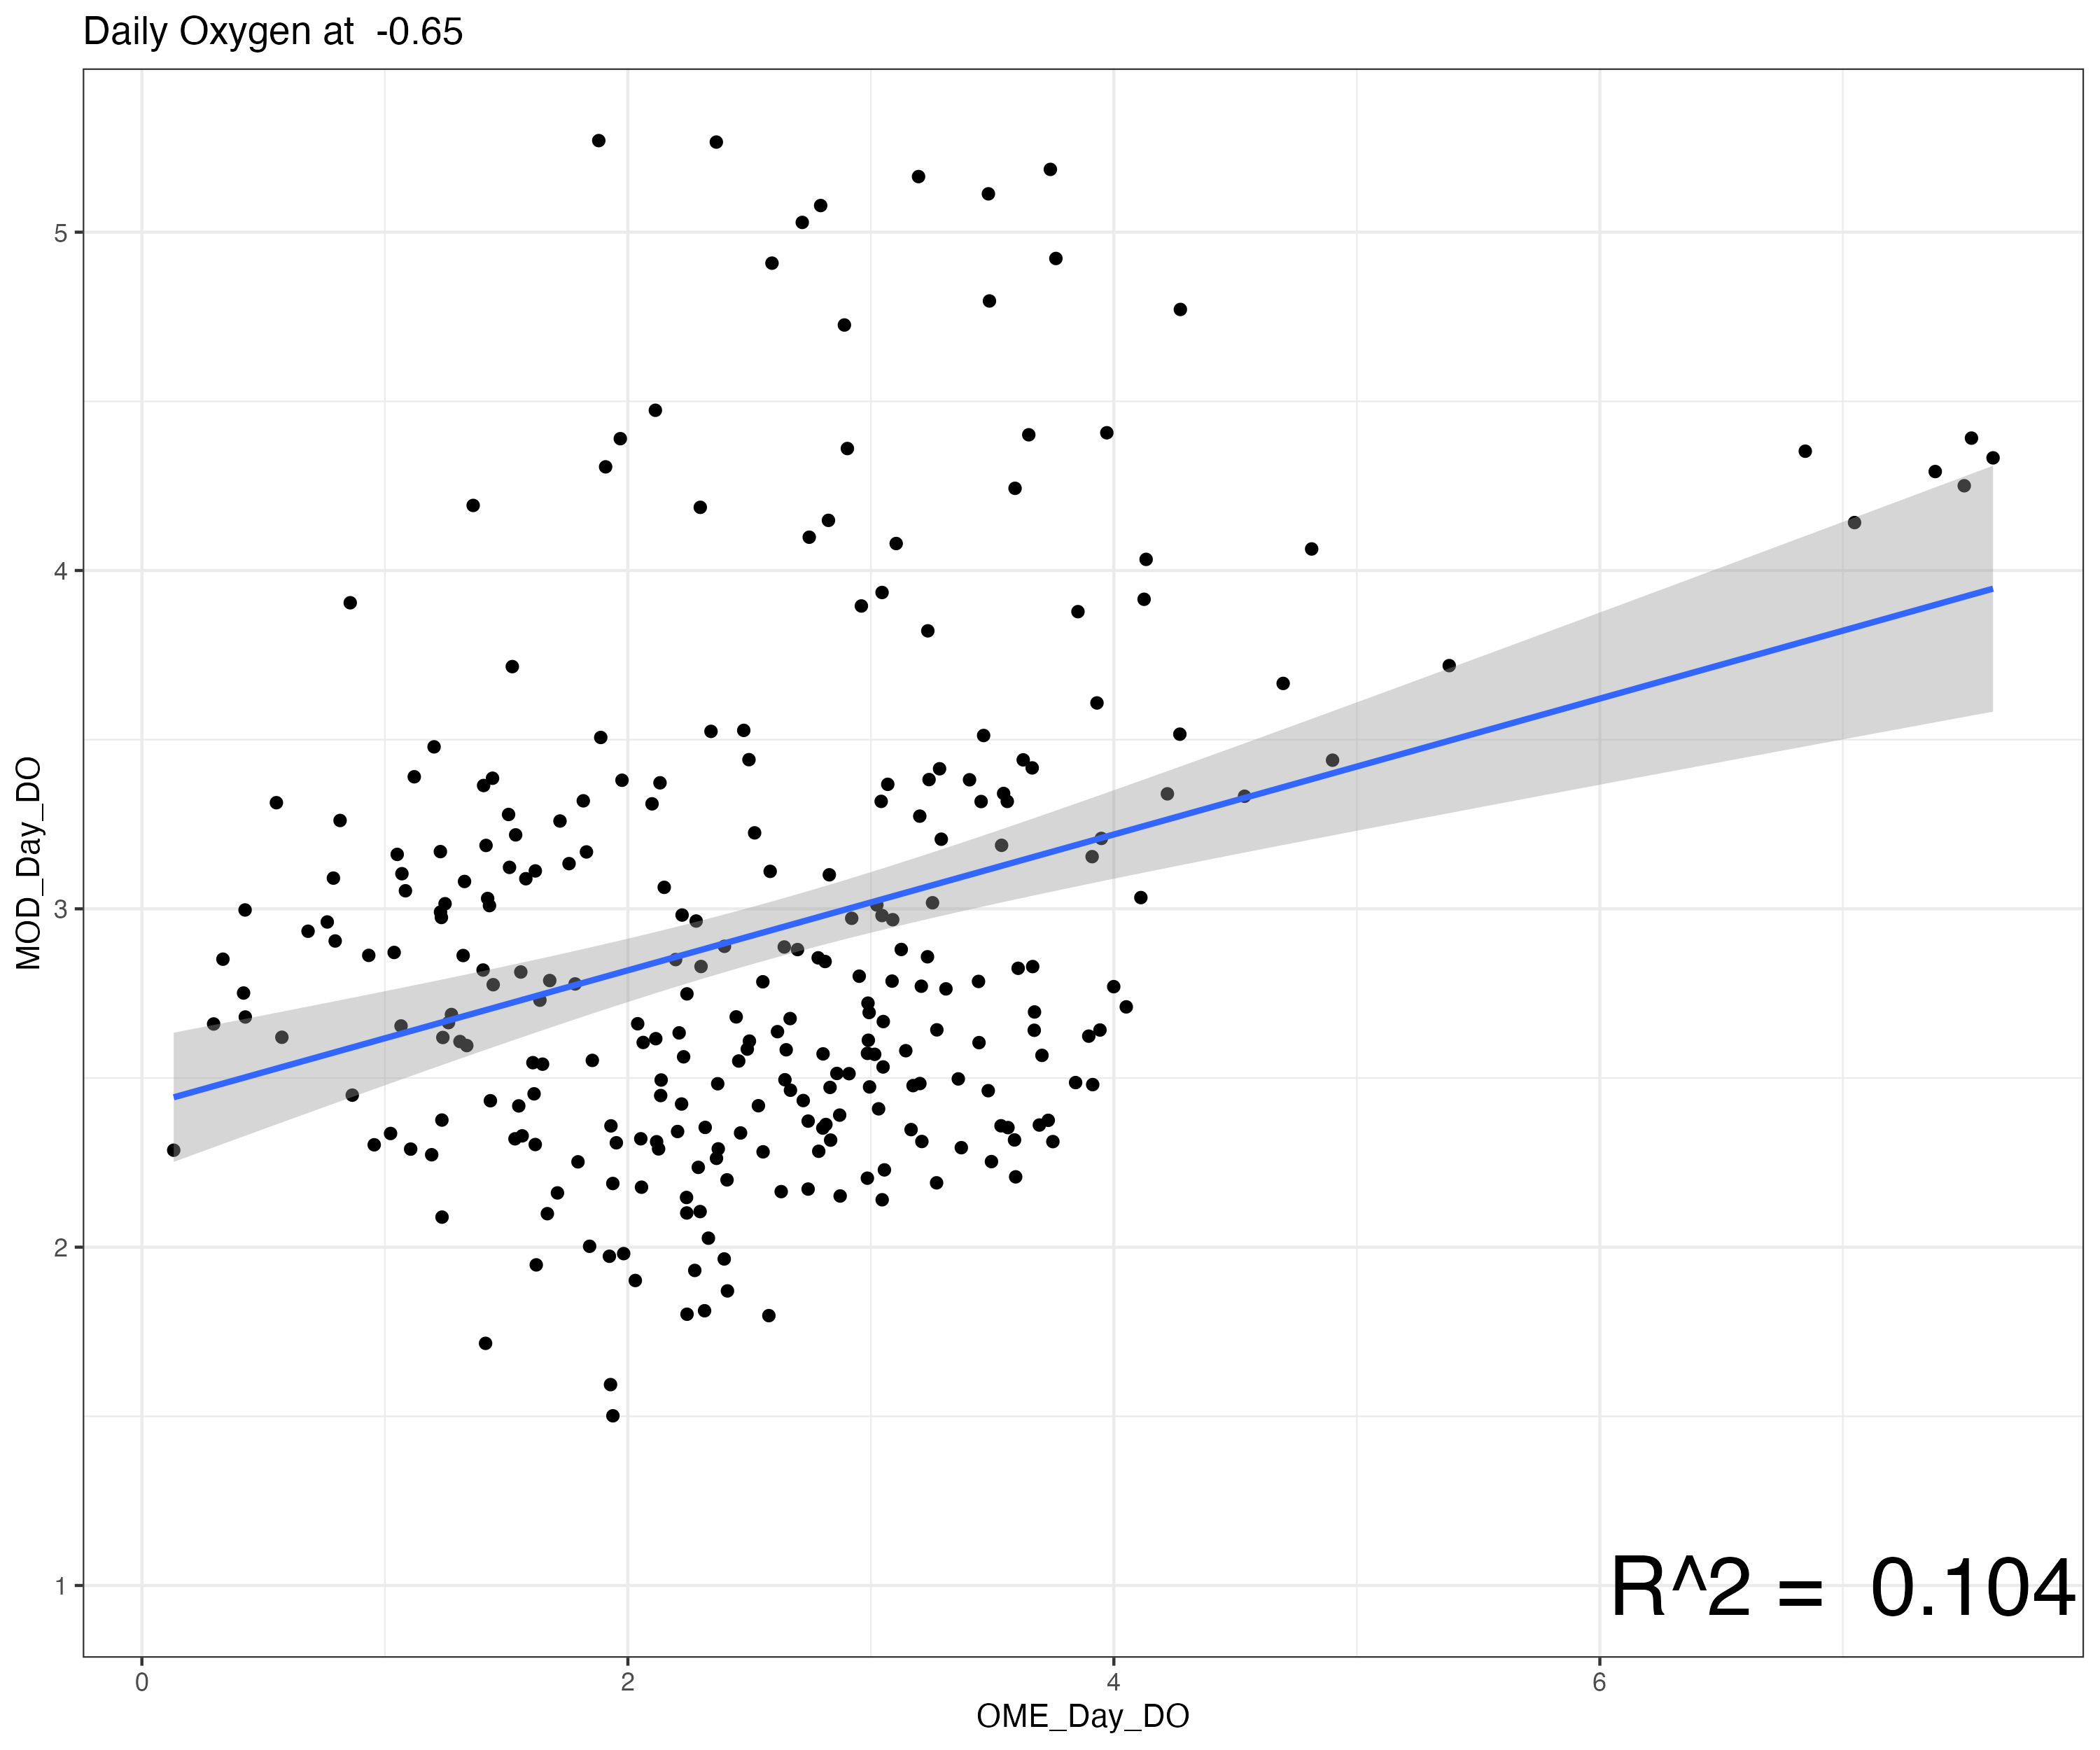 Daily Oxygen at  -0.65
5
4
3
2
1
MOD_Day_DO
R^2 =  0.104
0 2 4 6
OME_Day_DO